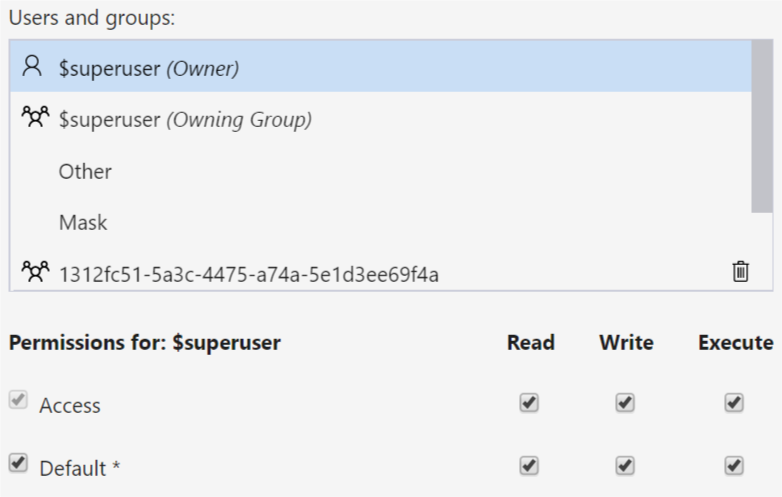 Users and groups:
$superuser (Owner)
$superuser (Owning Group)
Other
Mask
1312fc51-5a3c-4475-a74a-5e1d3ee69f4a
Permissions for: $superuser Read Write Execute
Access
Default *